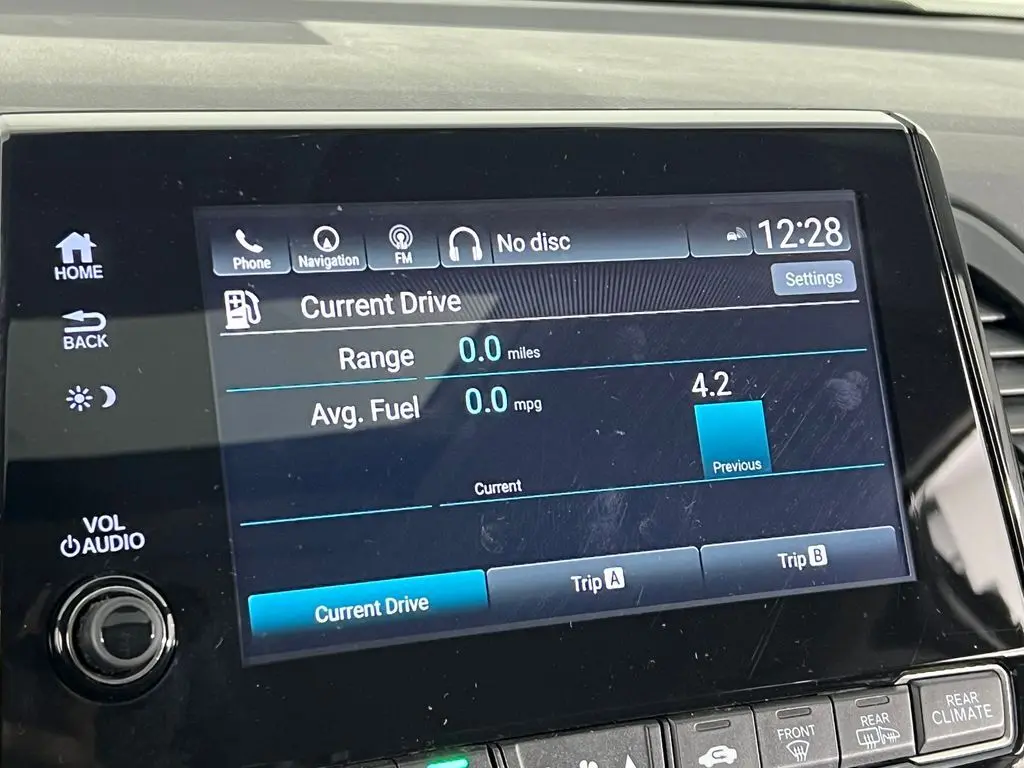 Phone
Navigation
FM
No disc
12:28
Settings
HOME
Current Drive
BACK
Range 0.0 miles
Avg. Fuel 0.0 mpg
4.2
Previous
Current
VOL
AUDIO
Current Drive
Trip A
Trip B
FRONT
REAR
REAR
CLIMATE